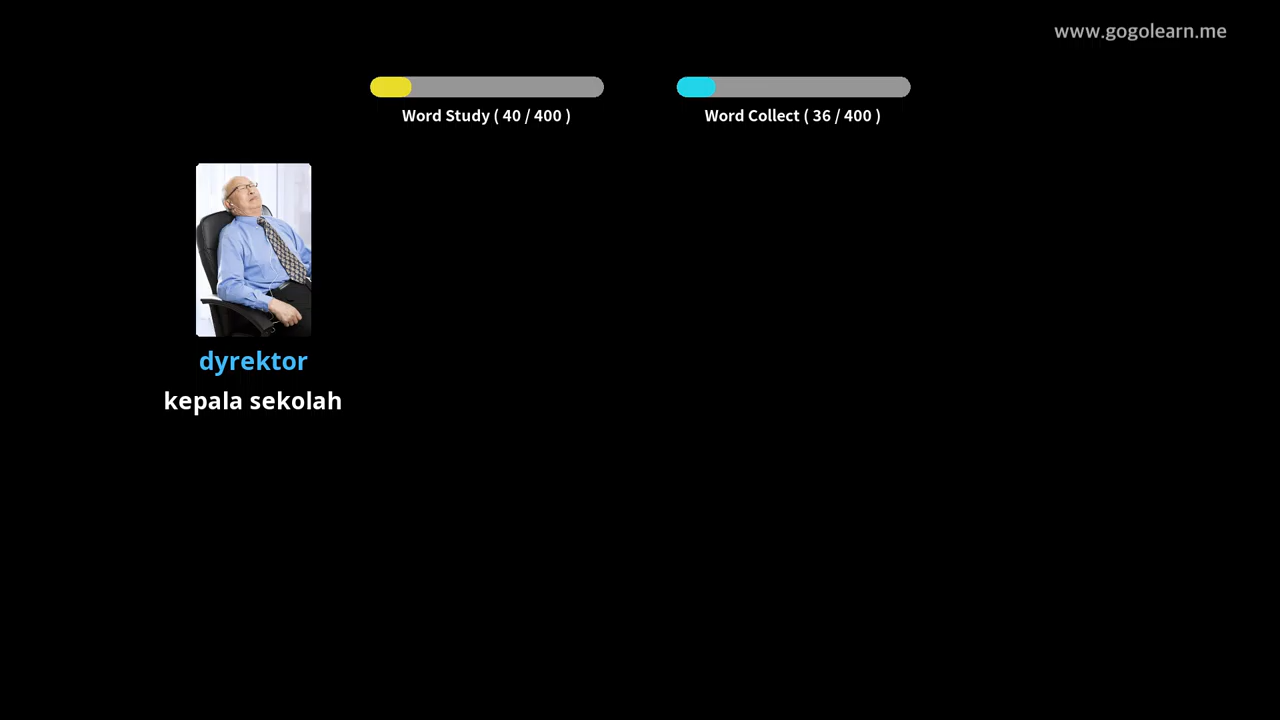 www.gogolearn.me
Word Study ( 40 / 400 )
Word Collect ( 36 / 400 )
dyrektor
kepala sekolah